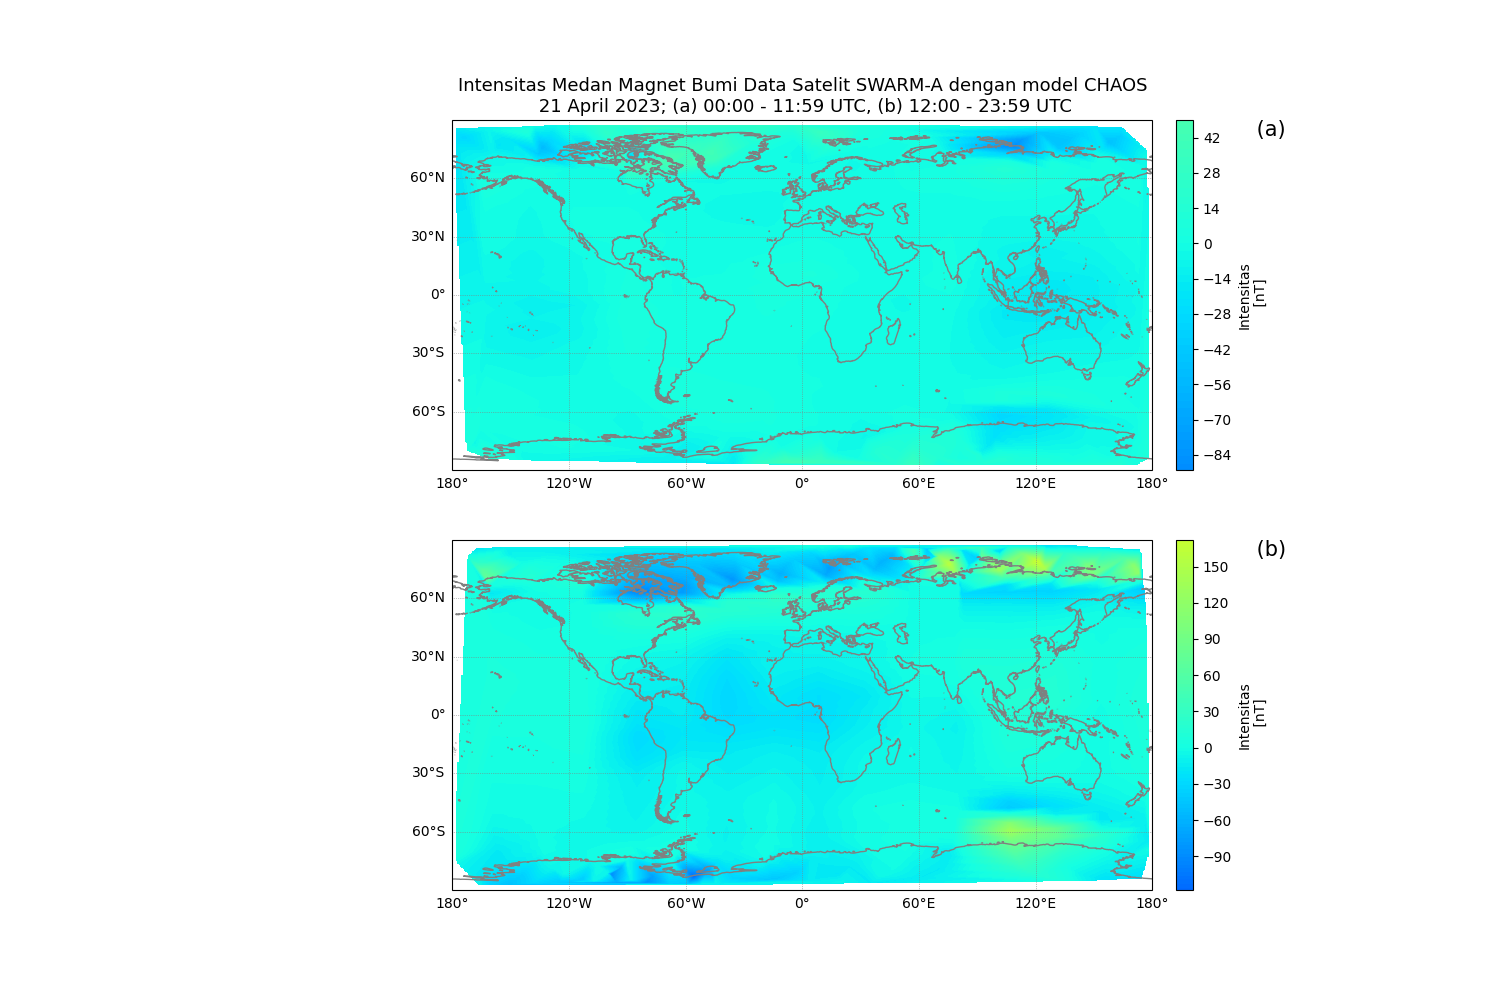 Intensitas Medan Magnet Bumi Data Satelit SWARM-A dengan model CHAOS
21 April 2023; (a) 00:00 - 11:59 UTC, (b) 12:00 - 23:59 UTC
(a)
60°N
30°N
0°
30°S
60°S
180°
120°W
60°W
0°
60°E
120°E
180°
42
28
14
0
−14
−28
−42
−56
−70
−84
Intensitas
[nT]
(b)
60°N
30°N
0°
30°S
60°S
180°
120°W
60°W
0°
60°E
120°E
180°
150
120
90
60
30
0
−30
−60
−90
Intensitas
[nT]